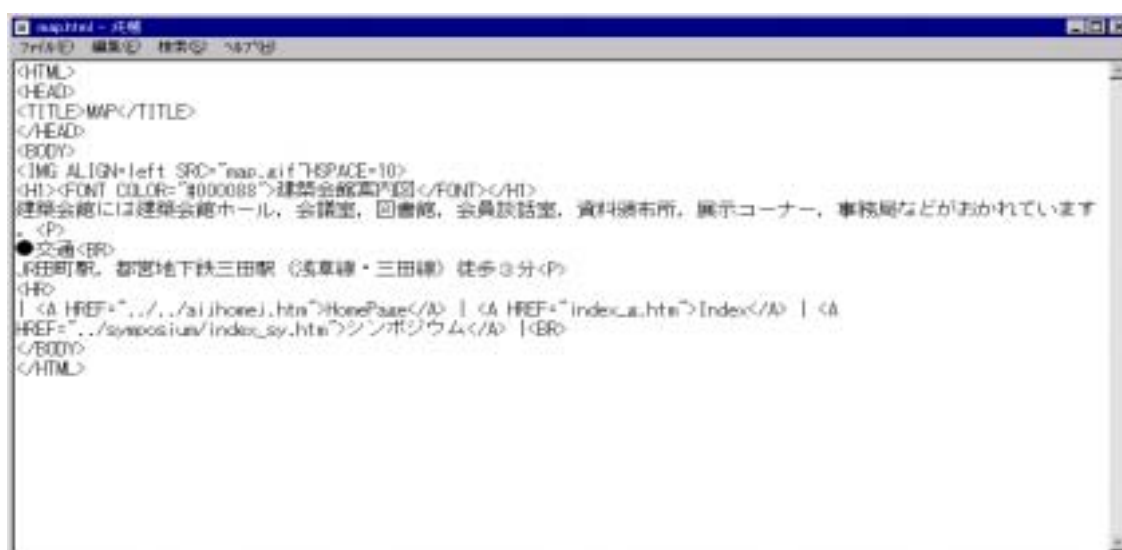 map.html - メモ帳
ファイル(F) 編集(E) 検索(S) ヘルプ(H)
<HTML>
<HEAD>
<TITLE>MAP</TITLE>
</HEAD>
<BODY>
<IMG ALIGN=left SRC="map.gif"HSPACE=10>
<H1><FONT COLOR="#000088">建築会館案内図</FONT></H1>
建築会館には建築会館ホール，会議室，図書館，会員談話室，資料頒布所，展示コーナー，事務局などがおかれています
．<P>
●交通<BR>
JR田町駅，都営地下鉄三田駅（浅草線・三田線）徒歩３分<P>
<HR>
| <A HREF="../../aijhomej.htm">HomePage</A> | <A HREF="index_g.htm">Index</A> | <A
HREF="../symposium/index_sy.htm">シンポジウム</A> |<BR>
</BODY>
</HTML>